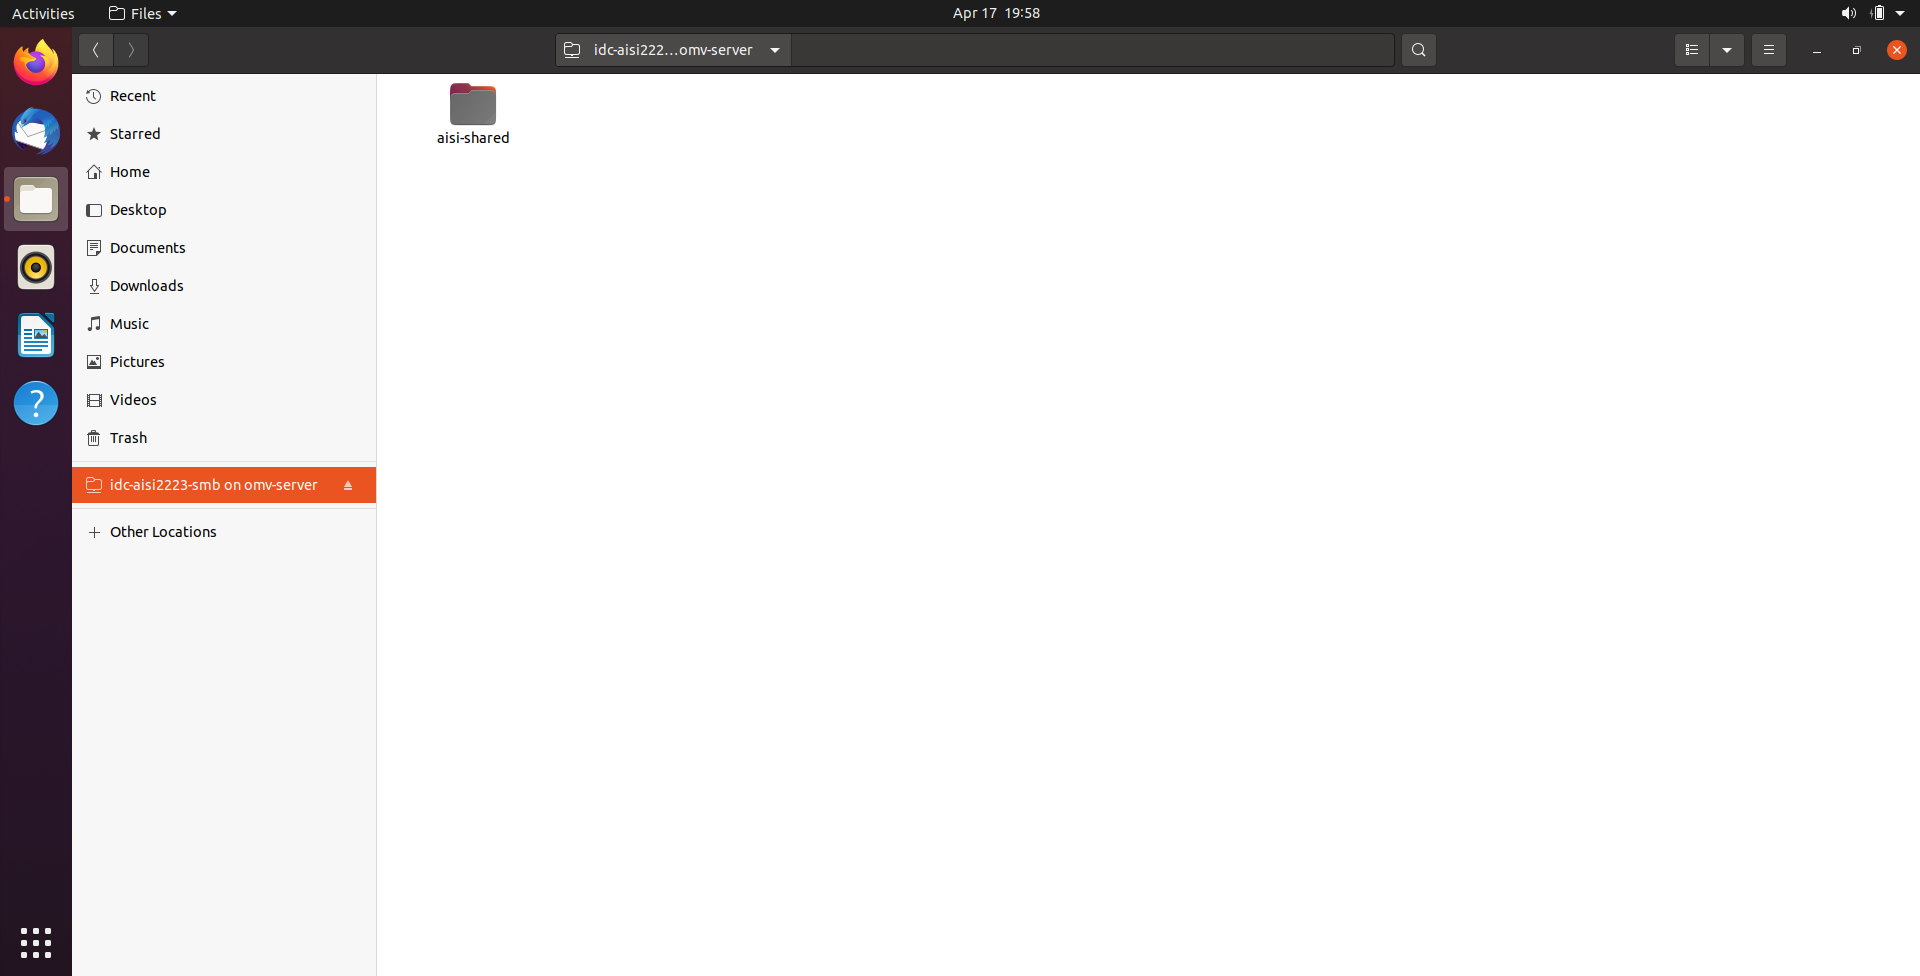 Activities
Files
Apr 17 19:58
idc-aisi222...omv-server
Recent
Starred
Home
Desktop
Documents
Downloads
Music
Pictures
Videos
Trash
idc-aisi2223-smb on omv-server
Other Locations
aisi-shared